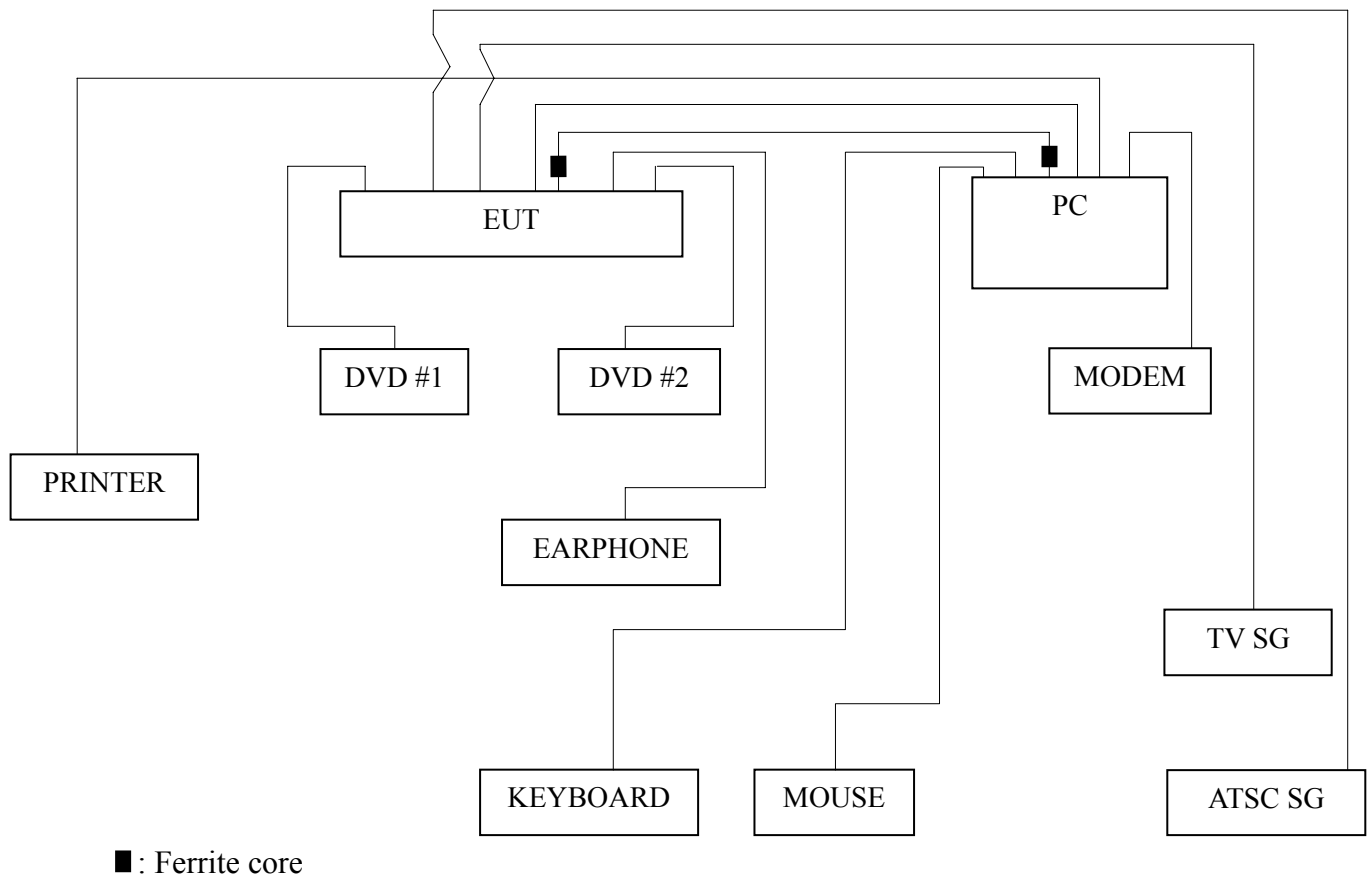 EUT
PC
DVD #1
DVD #2
MODEM
PRINTER
EARPHONE
TV SG
KEYBOARD
MOUSE
ATSC SG
: Ferrite core